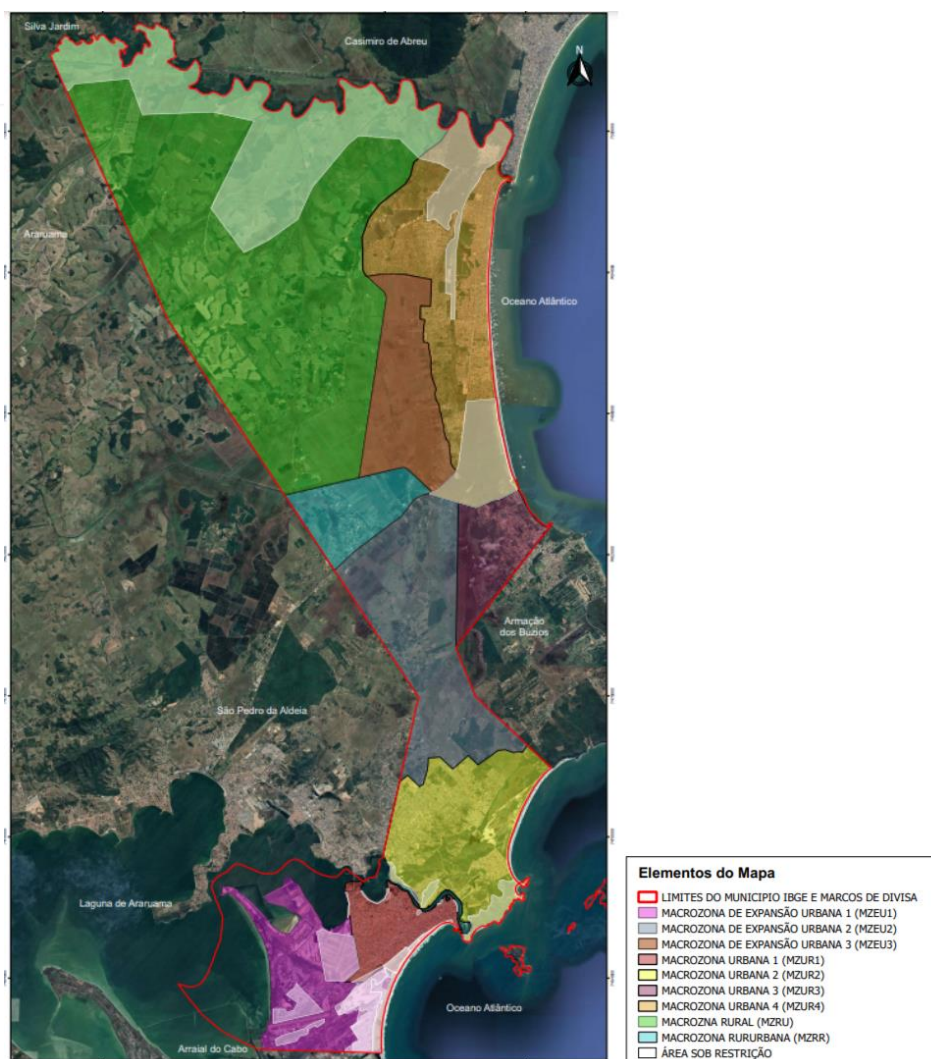 Silva Jardim
Casimiro de Abreu
N
Araruama
Oceano Atlântico
Armação
dos Búzios
São Pedro da Aldeia
Laguna de Araruama
Oceano Atlântico
Arraial do Cabo
Elementos do Mapa
LIMITES DO MUNICIPIO IBGE E MARCOS DE DIVISA
MACROZONA DE EXPANSÃO URBANA 1 (MZEU1)
MACROZONA DE EXPANSÃO URBANA 2 (MZEU2)
MACROZONA DE EXPANSÃO URBANA 3 (MZEU3)
MACROZONA URBANA 1 (MZUR1)
MACROZONA URBANA 2 (MZUR2)
MACROZONA URBANA 3 (MZUR3)
MACROZONA URBANA 4 (MZUR4)
MACROZNA RURAL (MZRU)
MACROZONA RURURBANA (MZRR)
ÁREA SOB RESTRIÇÃO